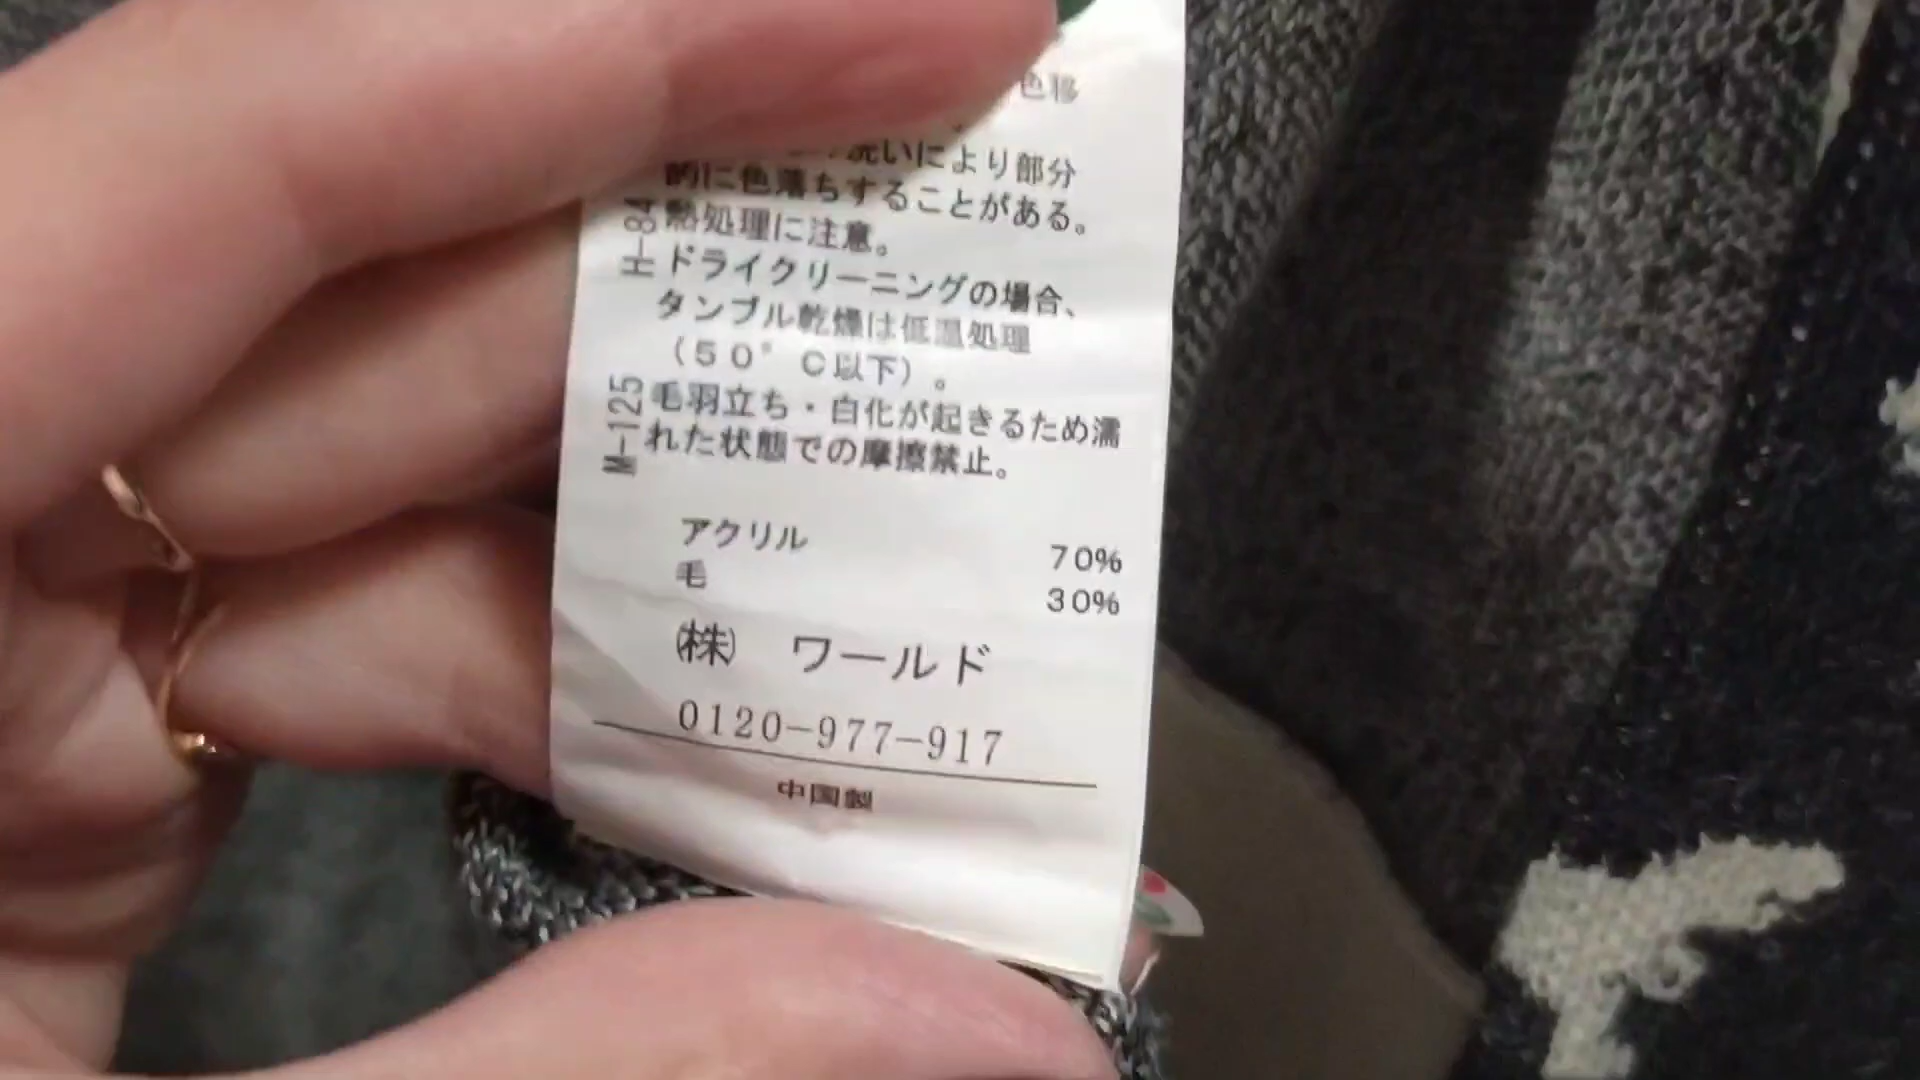 色移
洗いにより部分
的に色落ちすることがある。
H-84
熱処理に注意。
ドライクリーニングの場合、
タンブル乾燥は低温処理
(50°C以下)。
M-125
毛羽立ち・白化が起きるため濡
れた状態での摩擦禁止。
アクリル 70%
毛 30%
㈱ ワールド
0120-977-917
中国製